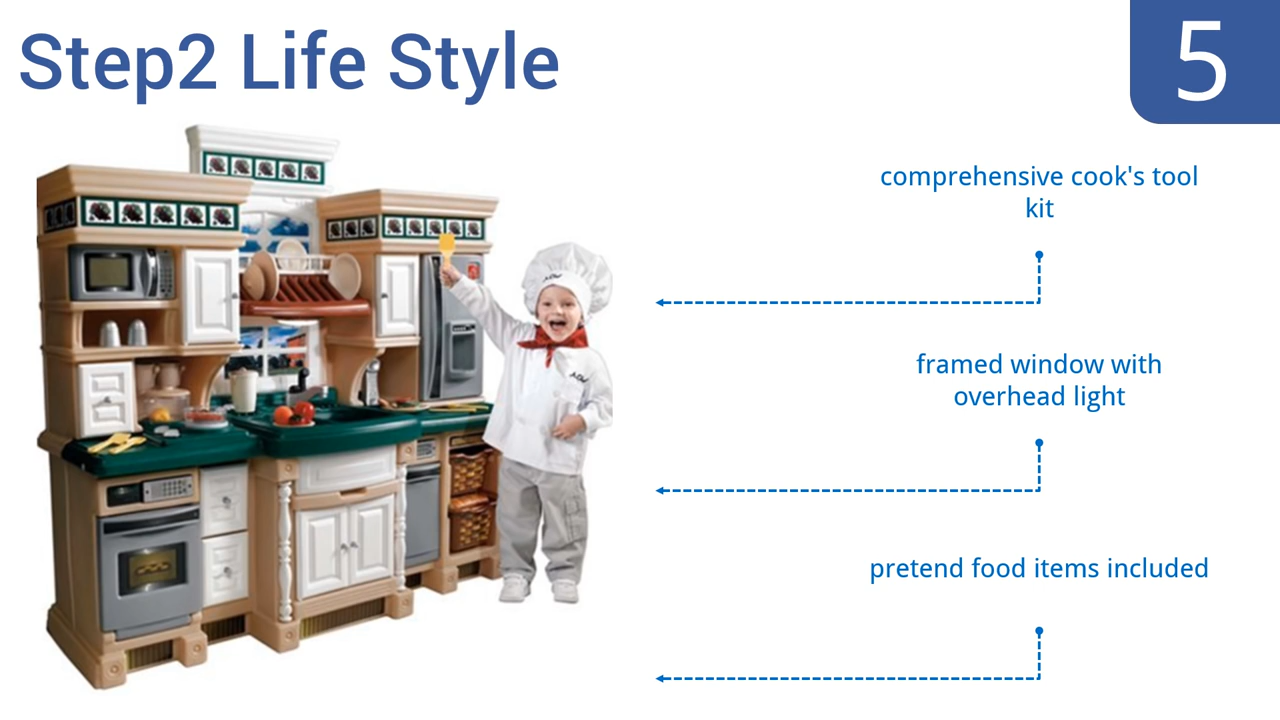 Step2 Life Style
5
comprehensive cook's tool
kit
framed window with
overhead light
pretend food items included